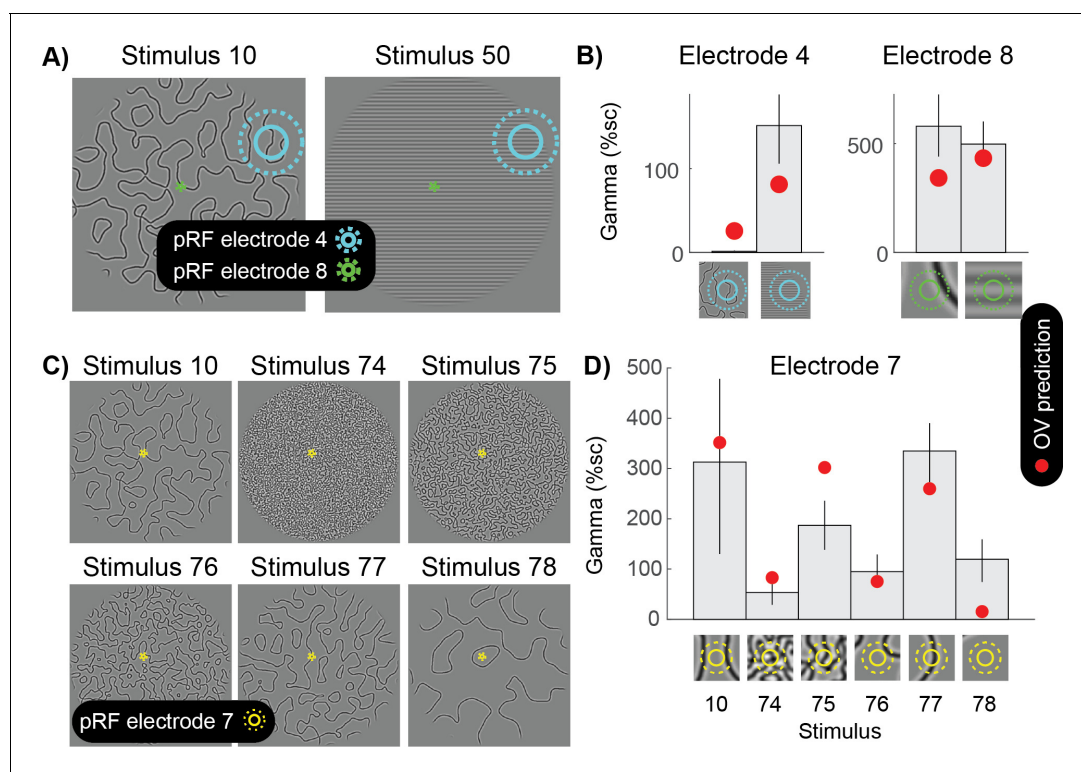 A)
Stimulus 10
Stimulus 50
pRF electrode 4
pRF electrode 8
B)
Electrode 4
Electrode 8
Gamma (%sc)
100
0
500
0
OV prediction
C)
Stimulus 10
Stimulus 74
Stimulus 75
Stimulus 76
Stimulus 77
Stimulus 78
pRF electrode 7
D)
Electrode 7
Gamma (%sc)
500
400
300
200
100
0
10 74 75 76 77 78
Stimulus